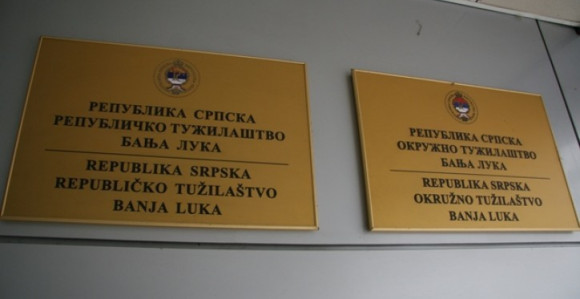 РЕПУБЛИКА СРПСКА
РЕПУБЛИЧКО ТУЖИЛАШТВО
БАЊА ЛУКА
REPUBLIKA SRPSKA
REPUBLIČKO TUŽILAŠTVO
BANJA LUKA
РЕПУБЛИКА СРПСКА
ОКРУЖНО ТУЖИЛАШТВО
БАЊА ЛУКА
REPUBLIKA SRPSKA
OKRUŽNO TUŽILAŠTVO
BANJA LUKA